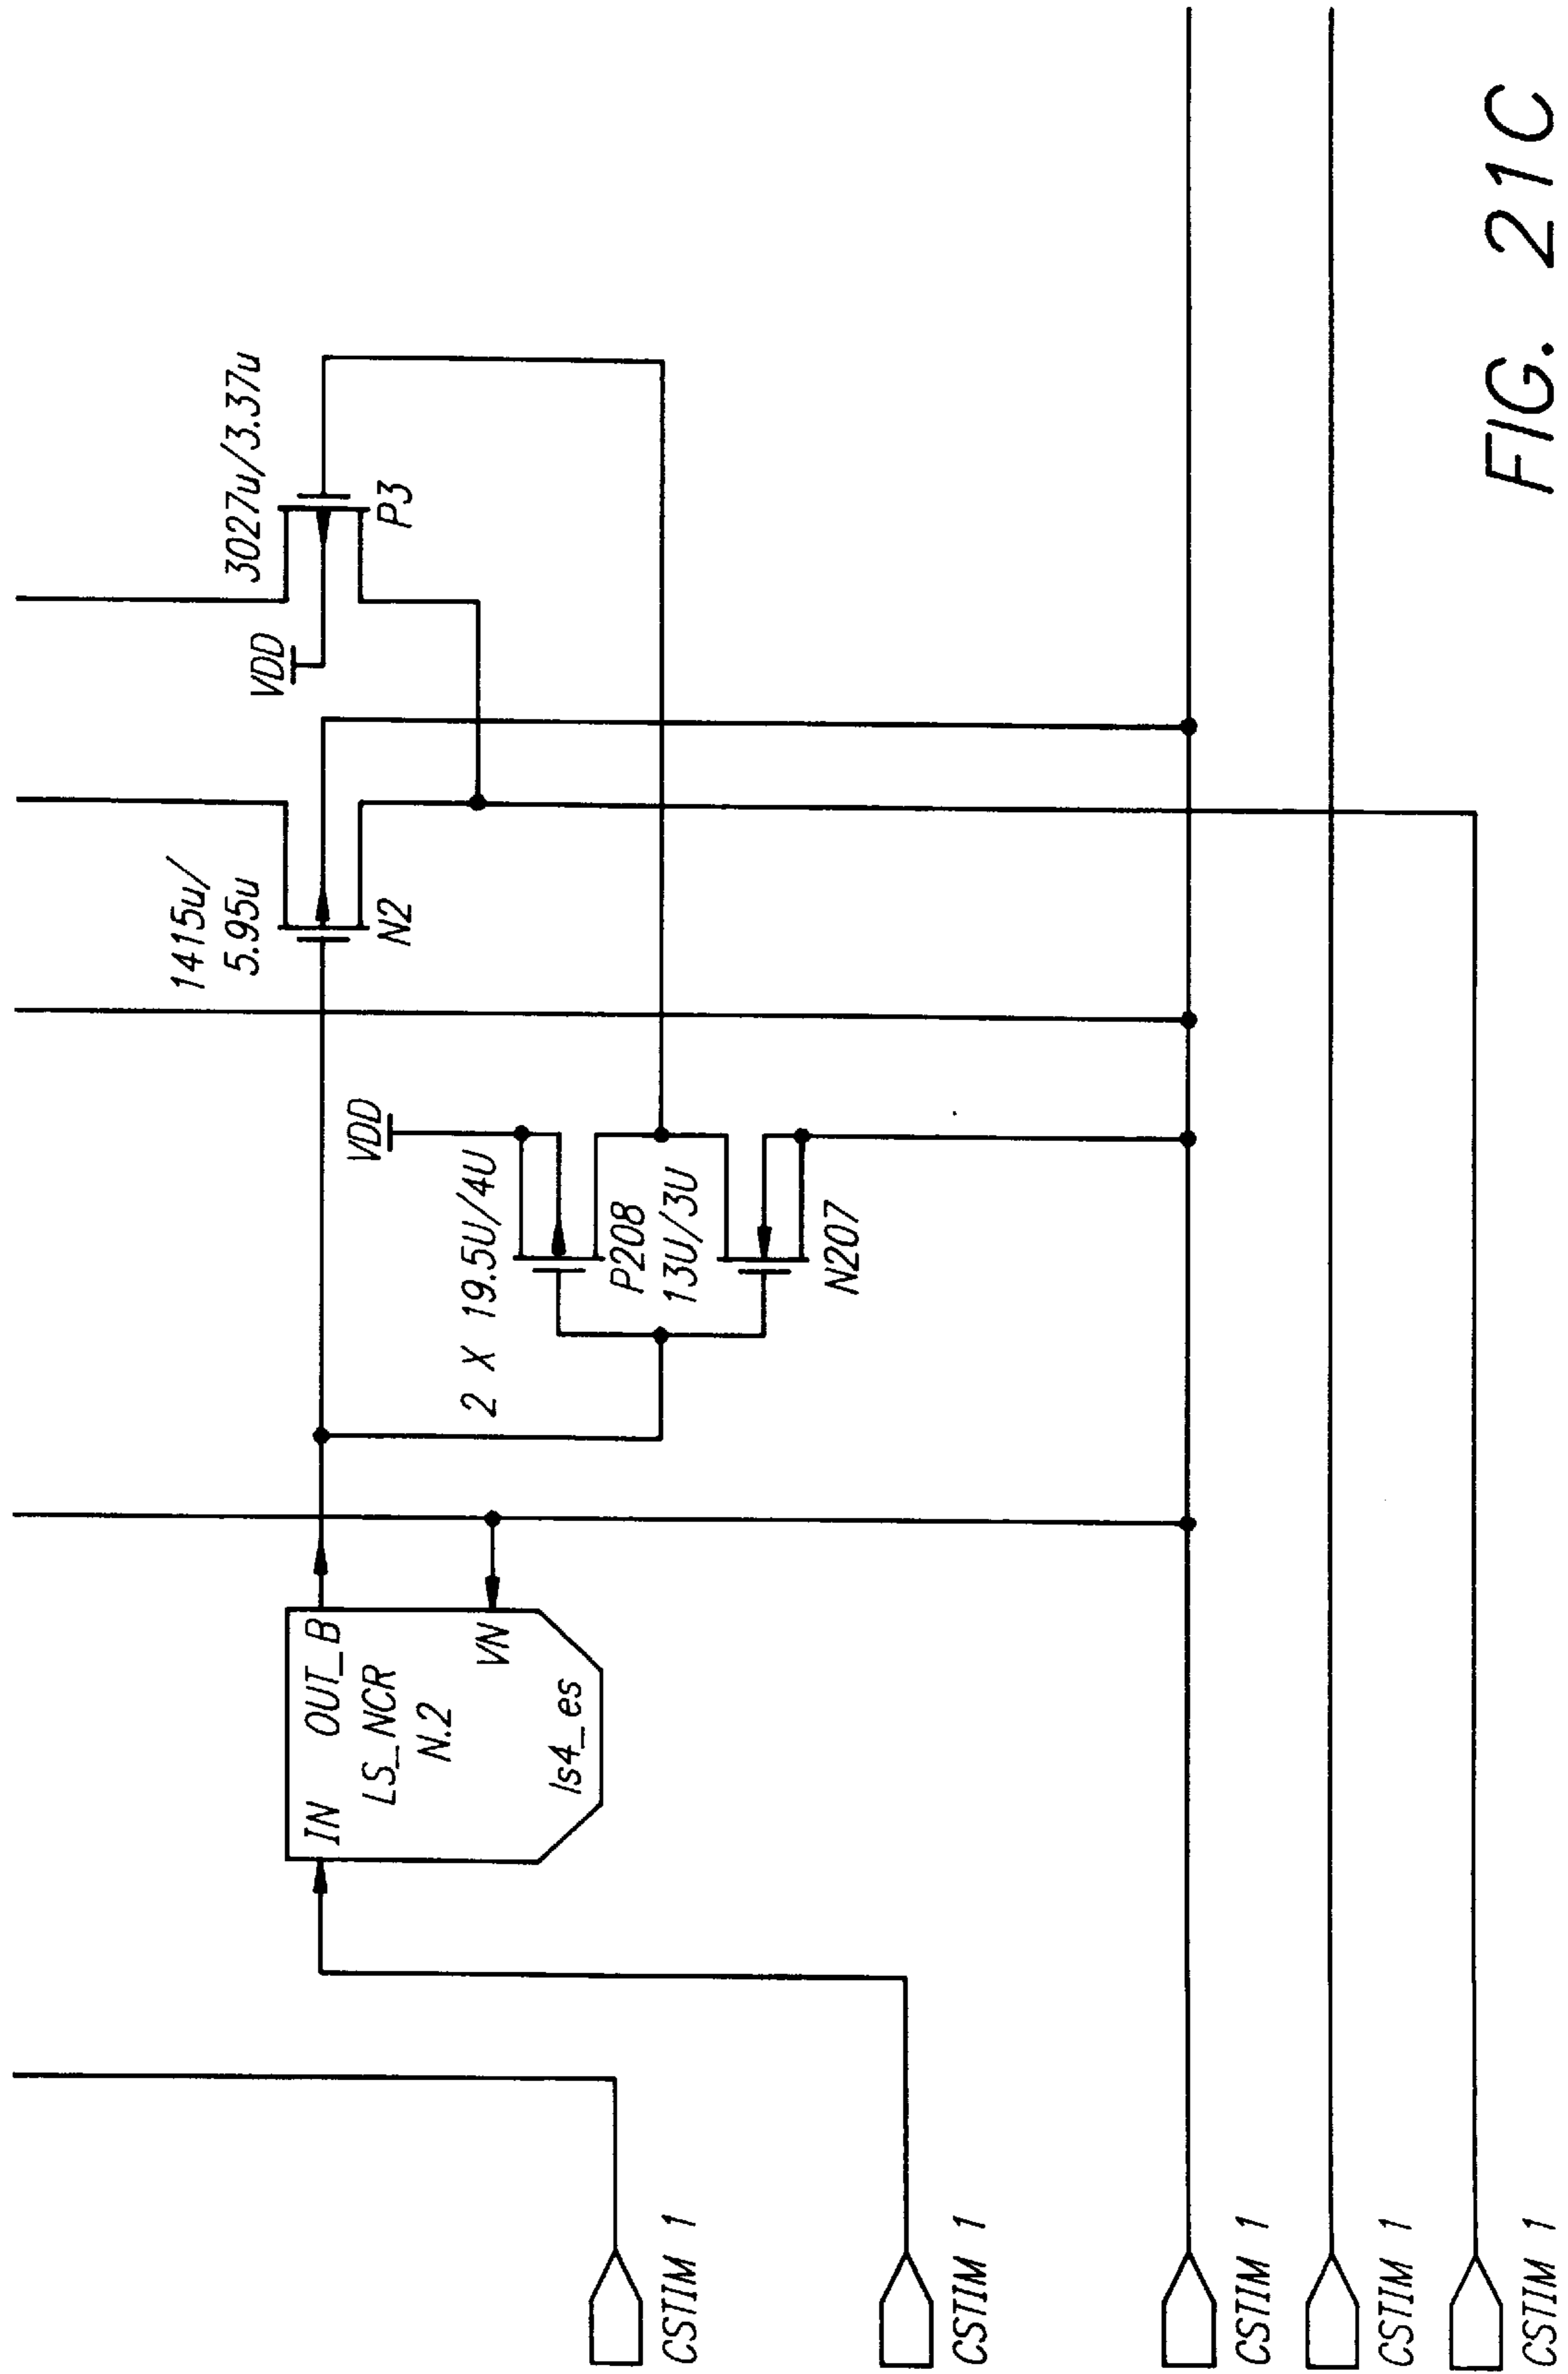 3027u/3.37u
P3
VDD
1415u/
5.95u
N2
VDD
2 X 19.5U/4U
P208
13U/3U
N207
IN OUT_B
LS_NCR
N.2
VN
ls4_es
CSTIM 1
CSTIM 1
CSTIM 1
CSTIM 1
CSTIM 1
FIG. 21C